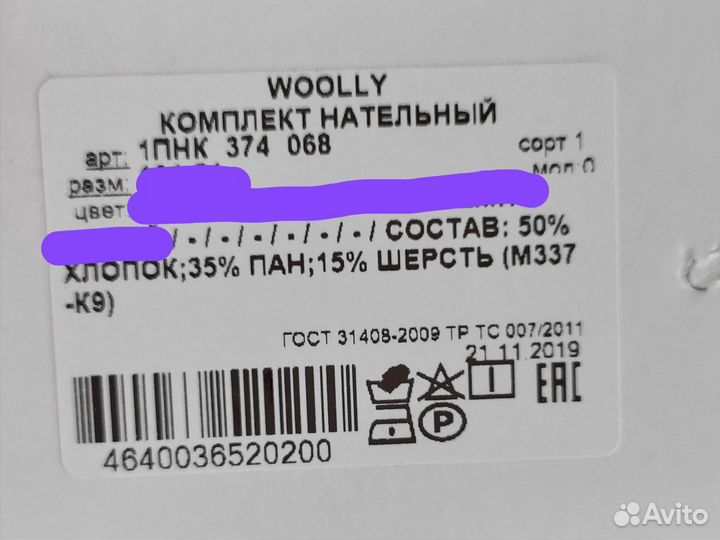 WOOLLY
КОМПЛЕКТ НАТЕЛЬНЫЙ
арт: 1ПНК 374 068 сорт 1
разм: мод:0
цвет:
/ - / - / - / - / - / - / СОСТАВ: 50%
ХЛОПОК;35% ПАН;15% ШЕРСТЬ (М337
-К9)
ГОСТ 31408-2009 ТР ТС 007/2011
21.11.2019
EAC
P
4640036520200
Avito